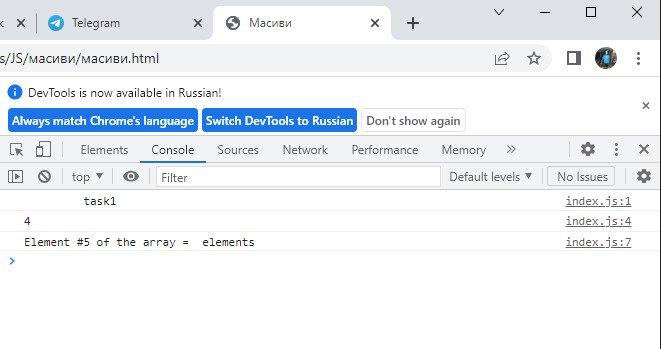 Telegram
Масиви
s/JS/масиви/масиви.html
DevTools is now available in Russian!
Always match Chrome's language Switch DevTools to Russian Don't show again
Elements Console Sources Network Performance Memory
top Filter Default levels No Issues
task1 index.js:1
4 index.js:4
Element #5 of the array = elements index.js:7